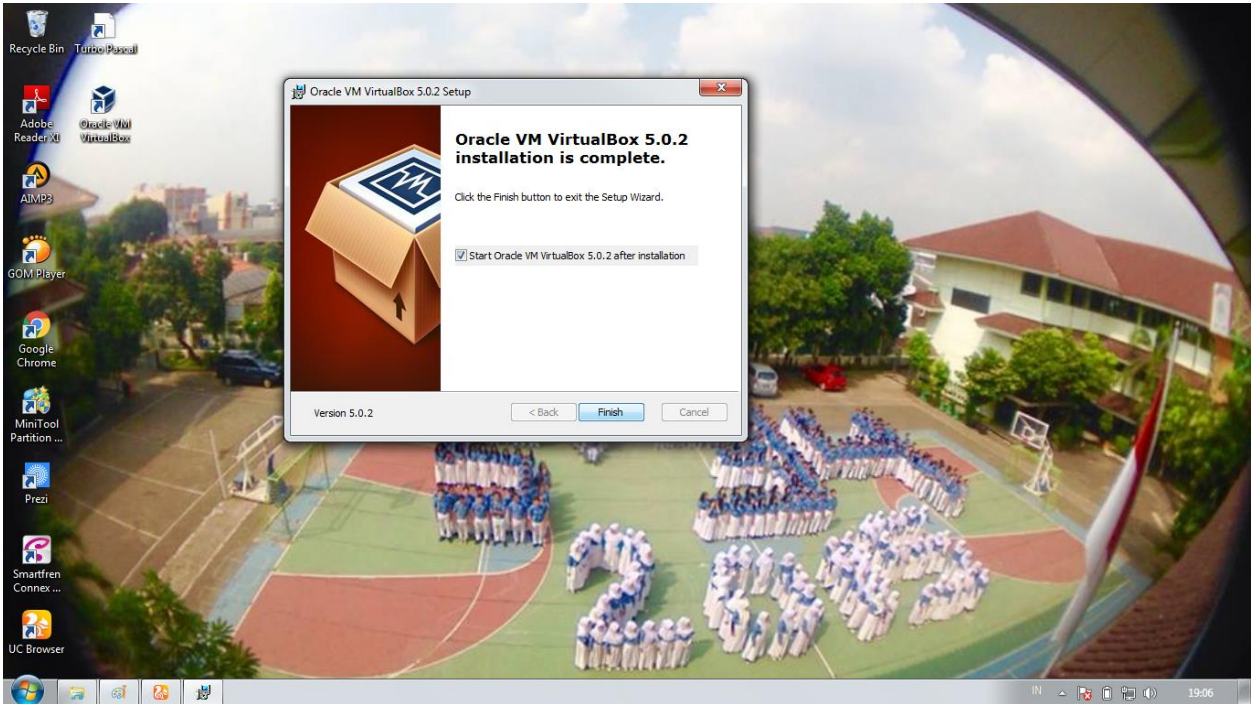 Recycle Bin
Turbo Pascal
Adobe
Reader XI
Oracle VM
VirtualBox
AIMP3
GOM Player
Google
Chrome
MiniTool
Partition ...
Prezi
Smartfren
Connex ...
UC Browser
Oracle VM VirtualBox 5.0.2 Setup
Oracle VM VirtualBox 5.0.2
installation is complete.
Click the Finish button to exit the Setup Wizard.
Start Oracle VM VirtualBox 5.0.2 after installation
Version 5.0.2
< Back
Finish
Cancel
IN
19:06